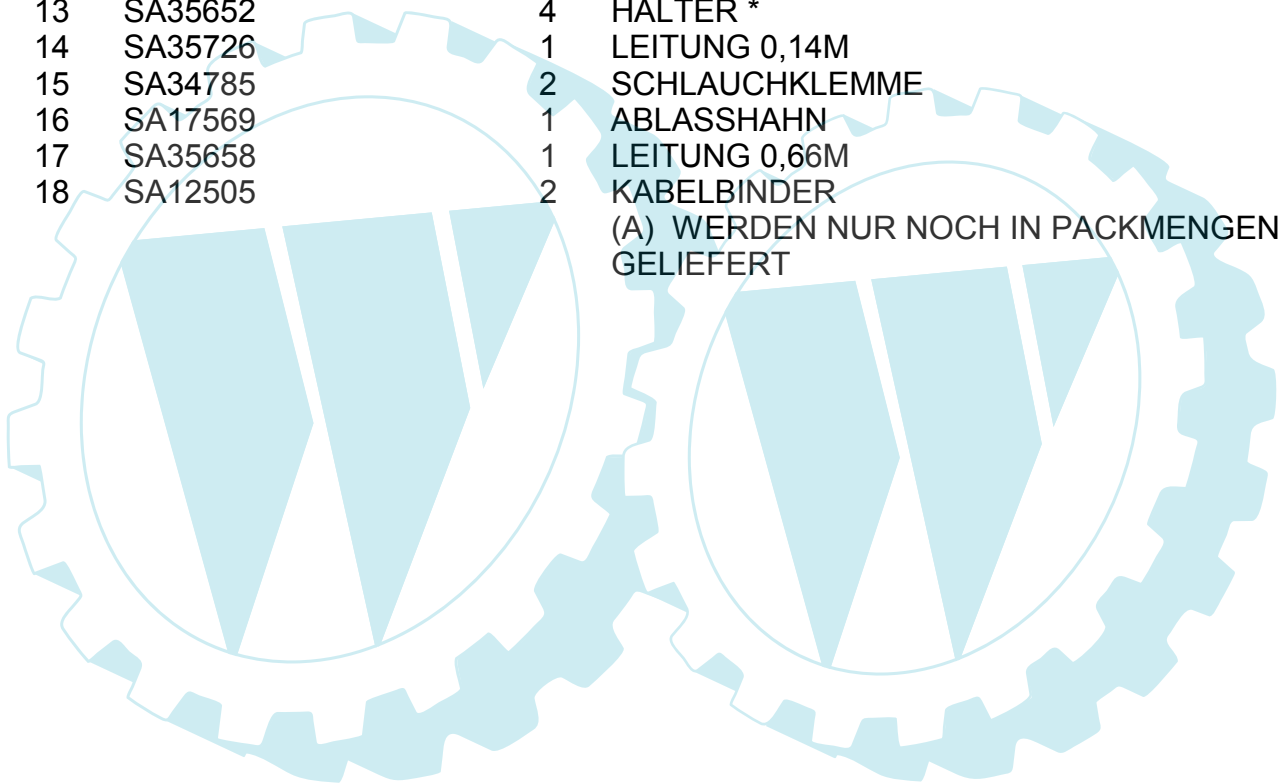 13 SA35652 4 HALTER *
14 SA35726 1 LEITUNG 0,14M
15 SA34785 2 SCHLAUCHKLEMME
16 SA17569 1 ABLASSHAHN
17 SA35658 1 LEITUNG 0,66M
18 SA12505 2 KABELBINDER
(A) WERDEN NUR NOCH IN PACKMENGEN
GELIEFERT